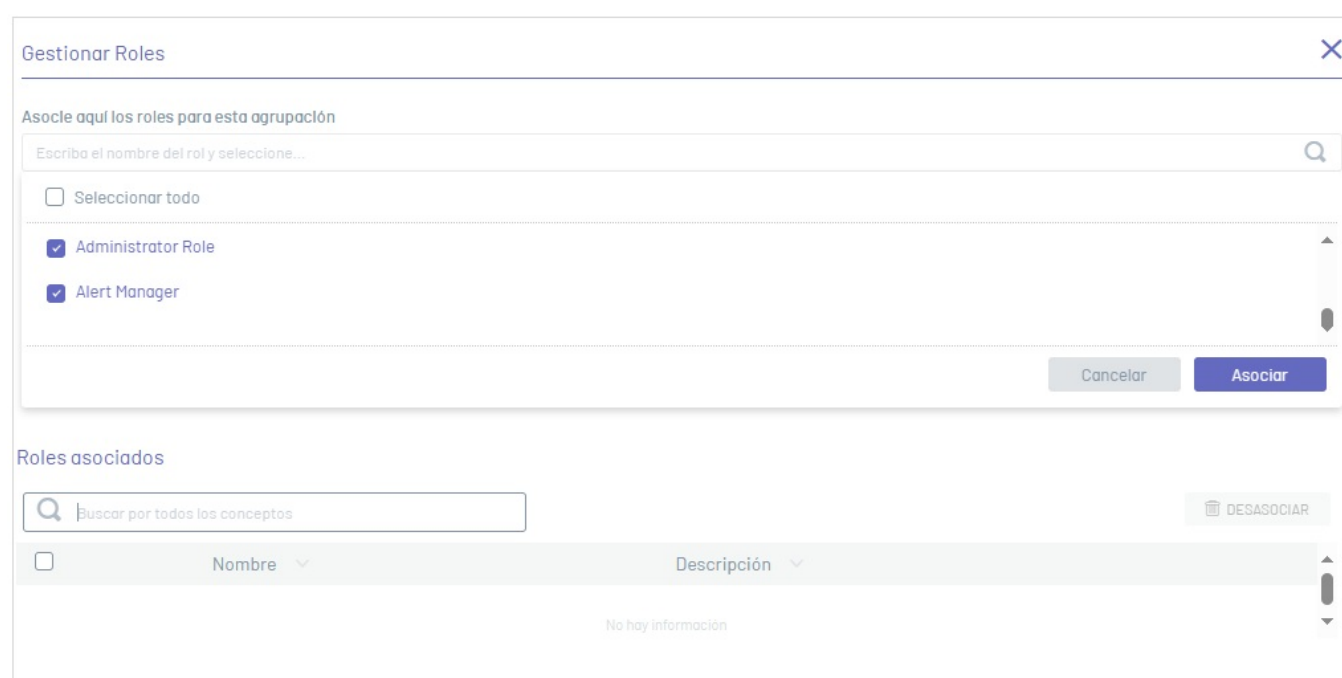 Gestionar Roles
Asocie aquí los roles para esta agrupación
Escriba el nombre del rol y seleccione...
Seleccionar todo
Administrator Role
Alert Manager
Cancelar Asociar
Roles asociados
Buscar por todos los conceptos
DESASOCIAR
Nombre Descripción
No hay información